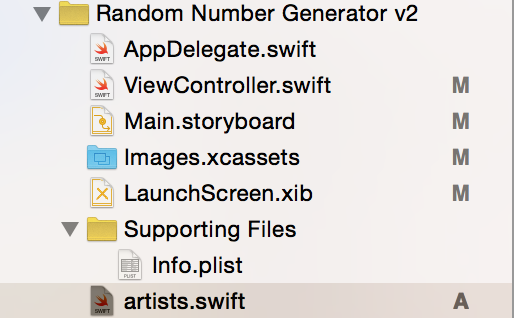 Random Number Generator v2
SWIFT AppDelegate.swift
SWIFT ViewController.swift M
Main.storyboard M
Images.xcassets M
LaunchScreen.xib M
Supporting Files
PLIST Info.plist
SWIFT artists.swift A